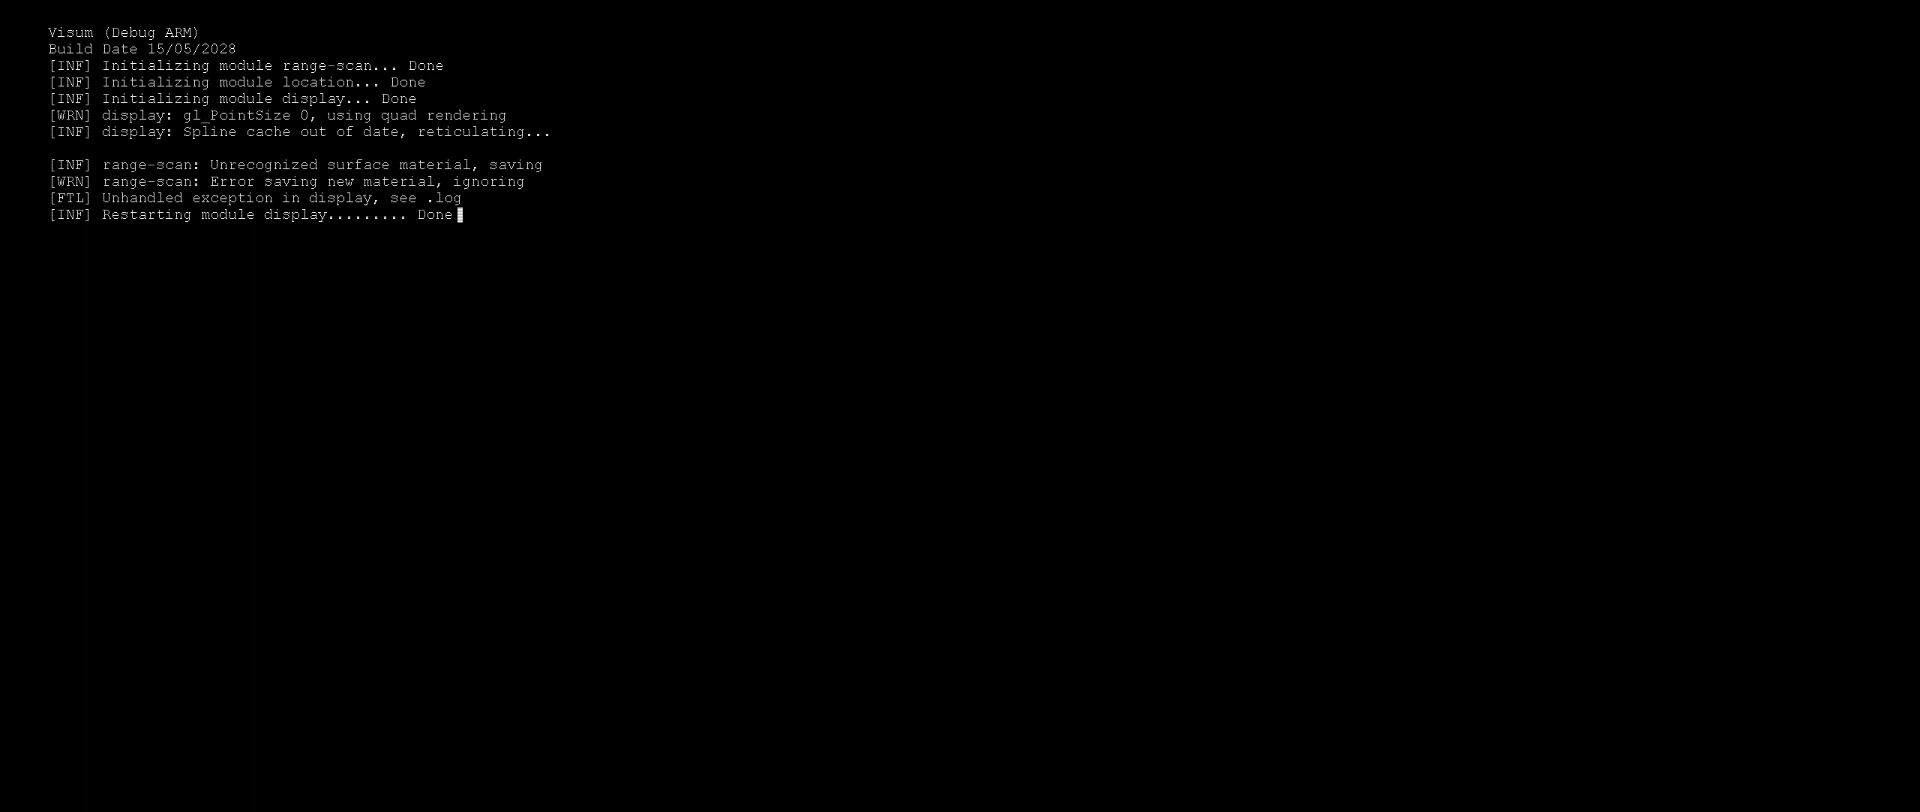 Visum (Debug ARM)
Build Date 15/05/2028
[INF] Initializing module range-scan... Done
[INF] Initializing module location... Done
[INF] Initializing module display... Done
[WRN] display: gl_PointSize 0, using quad rendering
[INF] display: Spline cache out of date, reticulating...
[INF] range-scan: Unrecognized surface material, saving
[WRN] range-scan: Error saving new material, ignoring
[FTL] Unhandled exception in display, see .log
[INF] Restarting module display......... Done